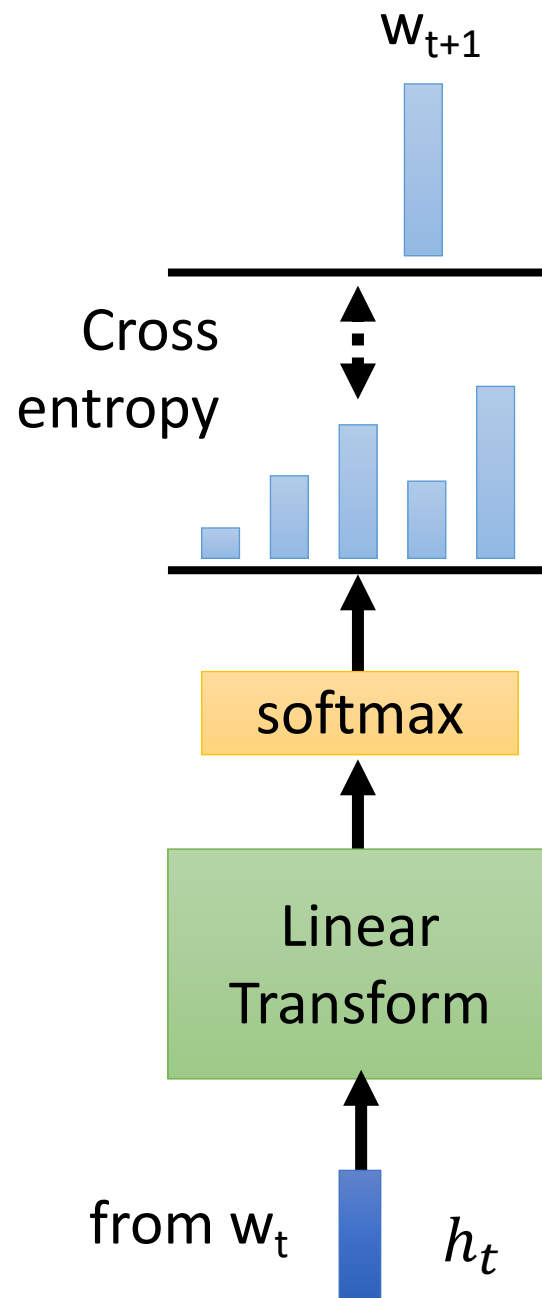 w_{t+1}
Cross
entropy
softmax
Linear
Transform
from w_t
h_t